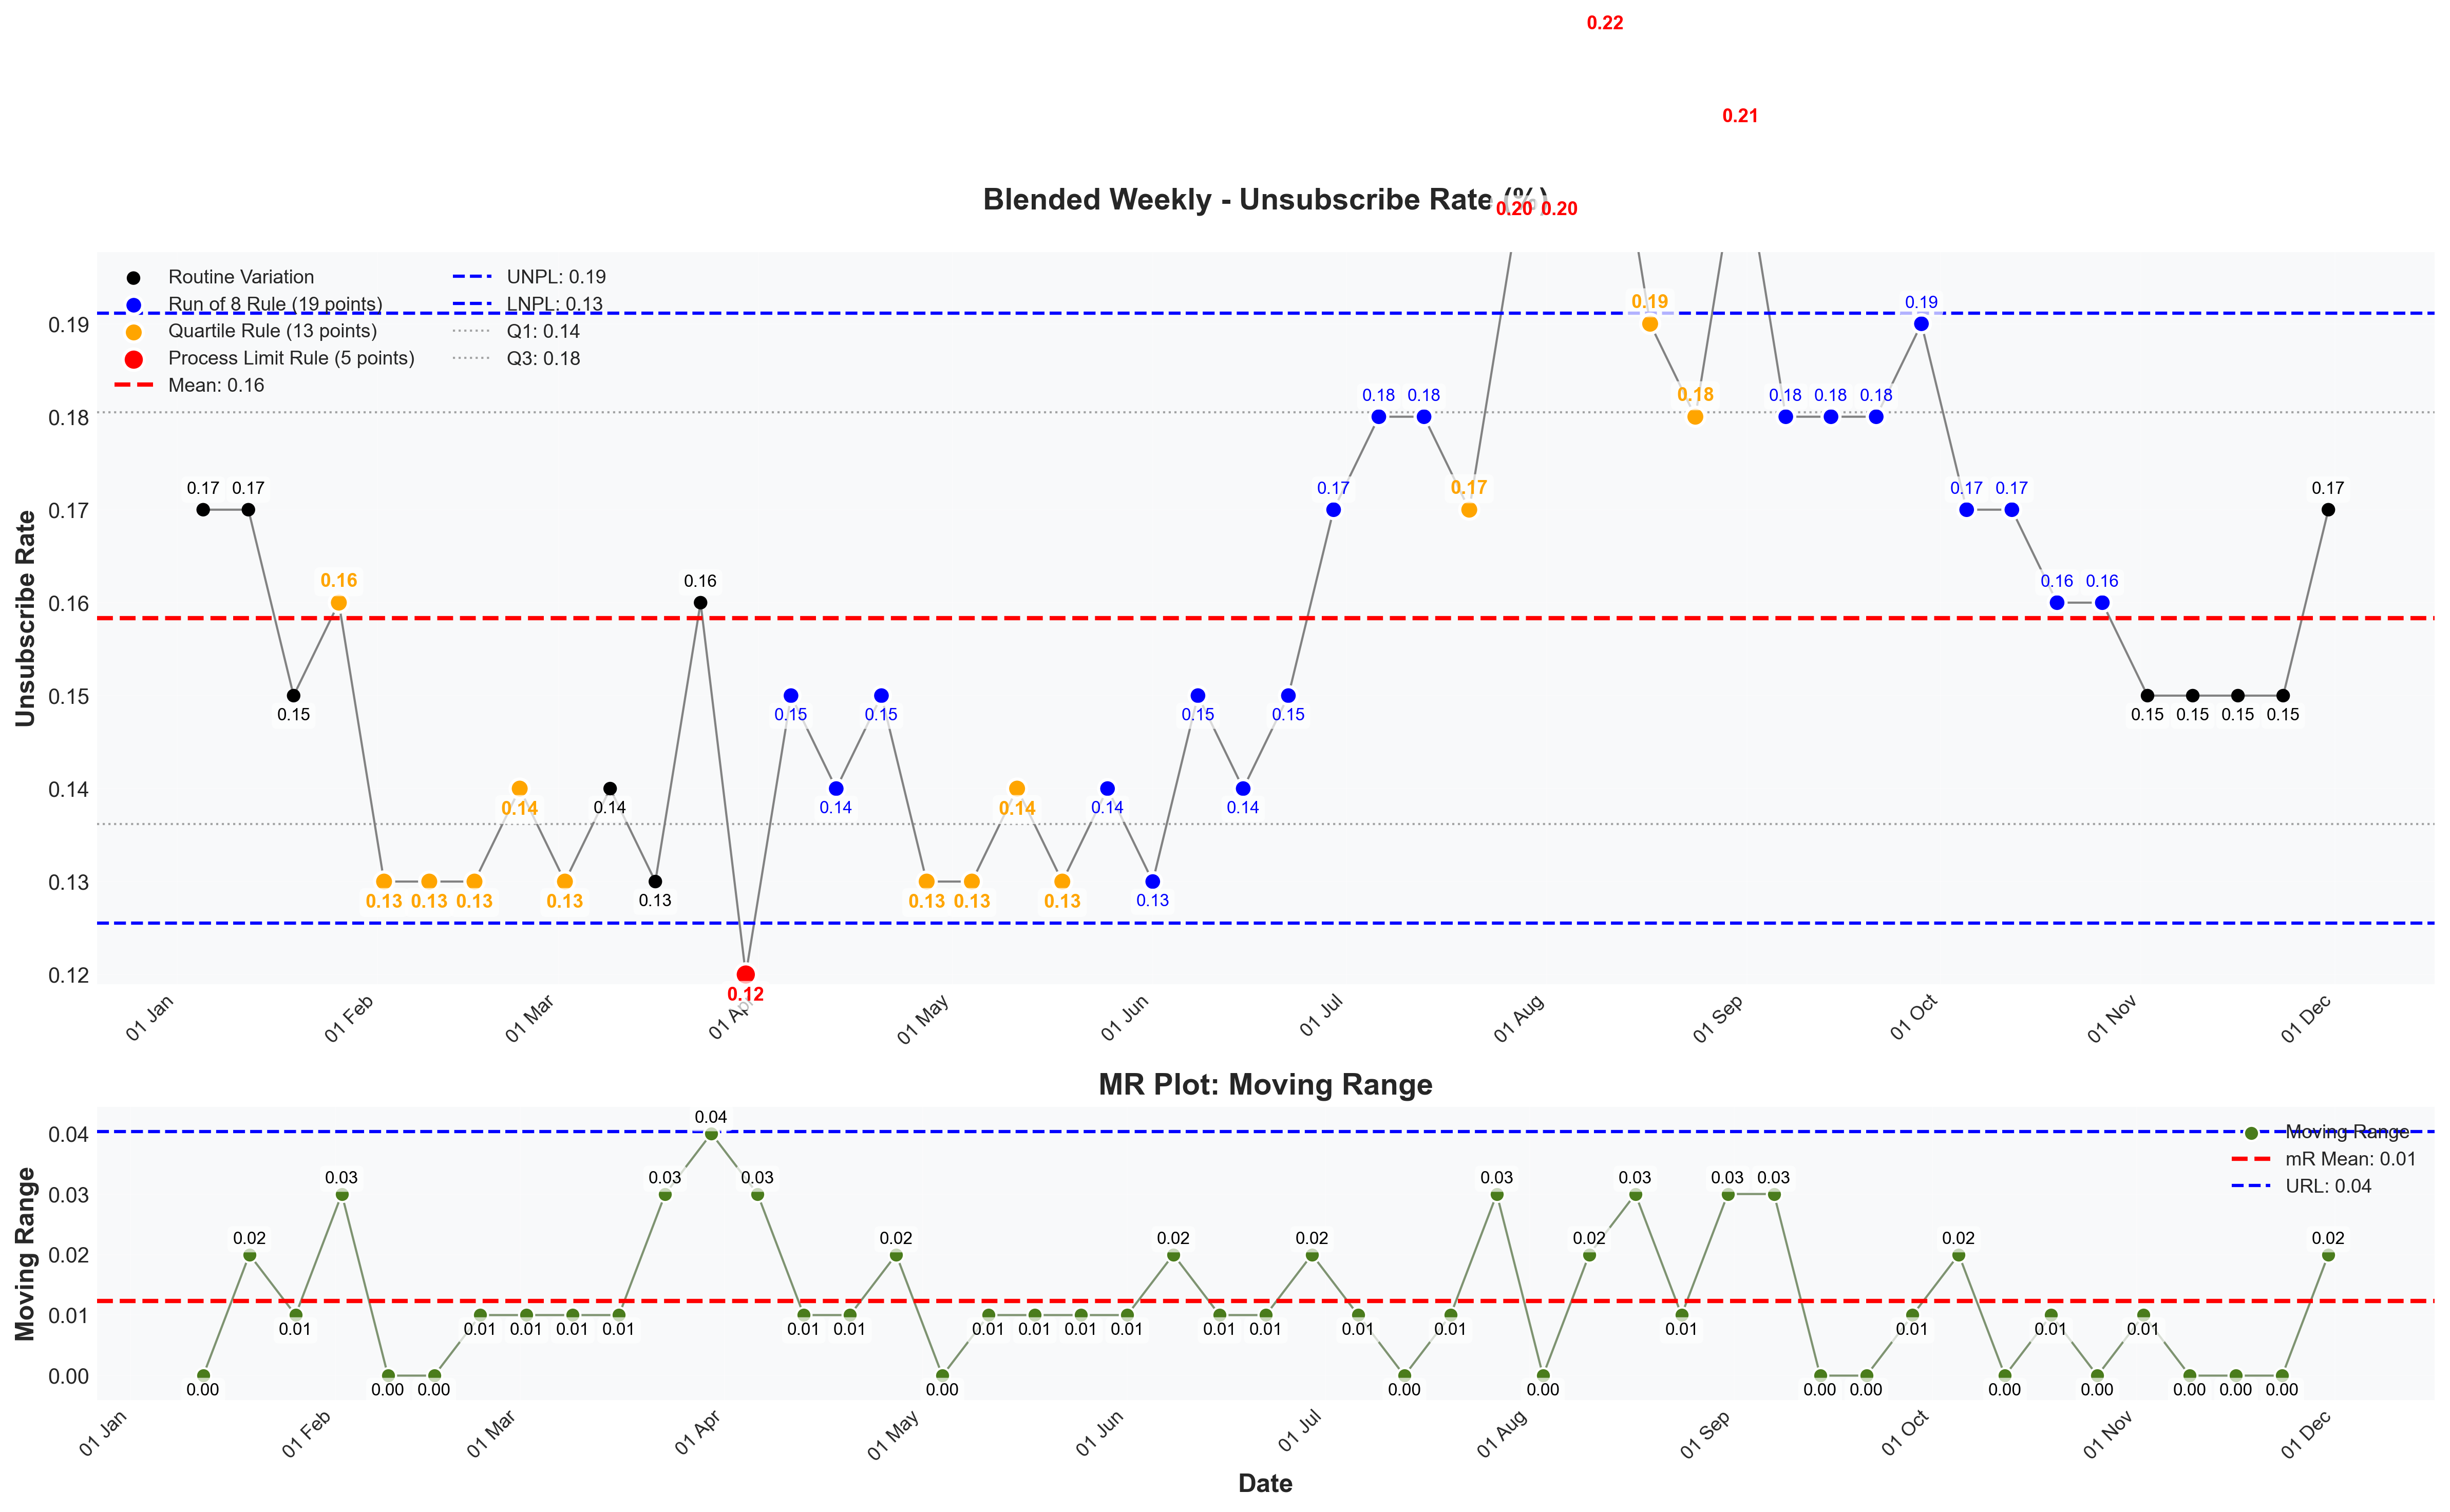 0.22
0.21
Blended Weekly - Unsubscribe Rate (%)
0.20 0.20
Routine Variation
Run of 8 Rule (19 points)
Quartile Rule (13 points)
Process Limit Rule (5 points)
Mean: 0.16
UNPL: 0.19
LNPL: 0.13
Q1: 0.14
Q3: 0.18
Unsubscribe Rate
0.19
0.18
0.17
0.16
0.15
0.14
0.13
0.12
0.17 0.17 0.15 0.16 0.13 0.13 0.13 0.14 0.13 0.14 0.13 0.16 0.12 0.15 0.14 0.15 0.13 0.13 0.14 0.13 0.14 0.13 0.15 0.14 0.15 0.17 0.18 0.18 0.17 0.19 0.18 0.18 0.18 0.18 0.19 0.17 0.17 0.16 0.16 0.15 0.15 0.15 0.15 0.17
01 Jan 01 Feb 01 Mar 01 Apr 01 May 01 Jun 01 Jul 01 Aug 01 Sep 01 Oct 01 Nov 01 Dec
MR Plot: Moving Range
Moving Range
mR Mean: 0.01
URL: 0.04
Moving Range
0.04
0.03
0.02
0.01
0.00
0.00 0.02 0.01 0.03 0.00 0.00 0.01 0.01 0.01 0.01 0.03 0.04 0.03 0.01 0.01 0.02 0.00 0.01 0.01 0.01 0.01 0.02 0.01 0.01 0.02 0.01 0.00 0.01 0.03 0.00 0.02 0.03 0.01 0.03 0.03 0.00 0.00 0.01 0.02 0.00 0.01 0.00 0.01 0.00 0.00 0.00 0.02
01 Jan 01 Feb 01 Mar 01 Apr 01 May 01 Jun 01 Jul 01 Aug 01 Sep 01 Oct 01 Nov 01 Dec
Date